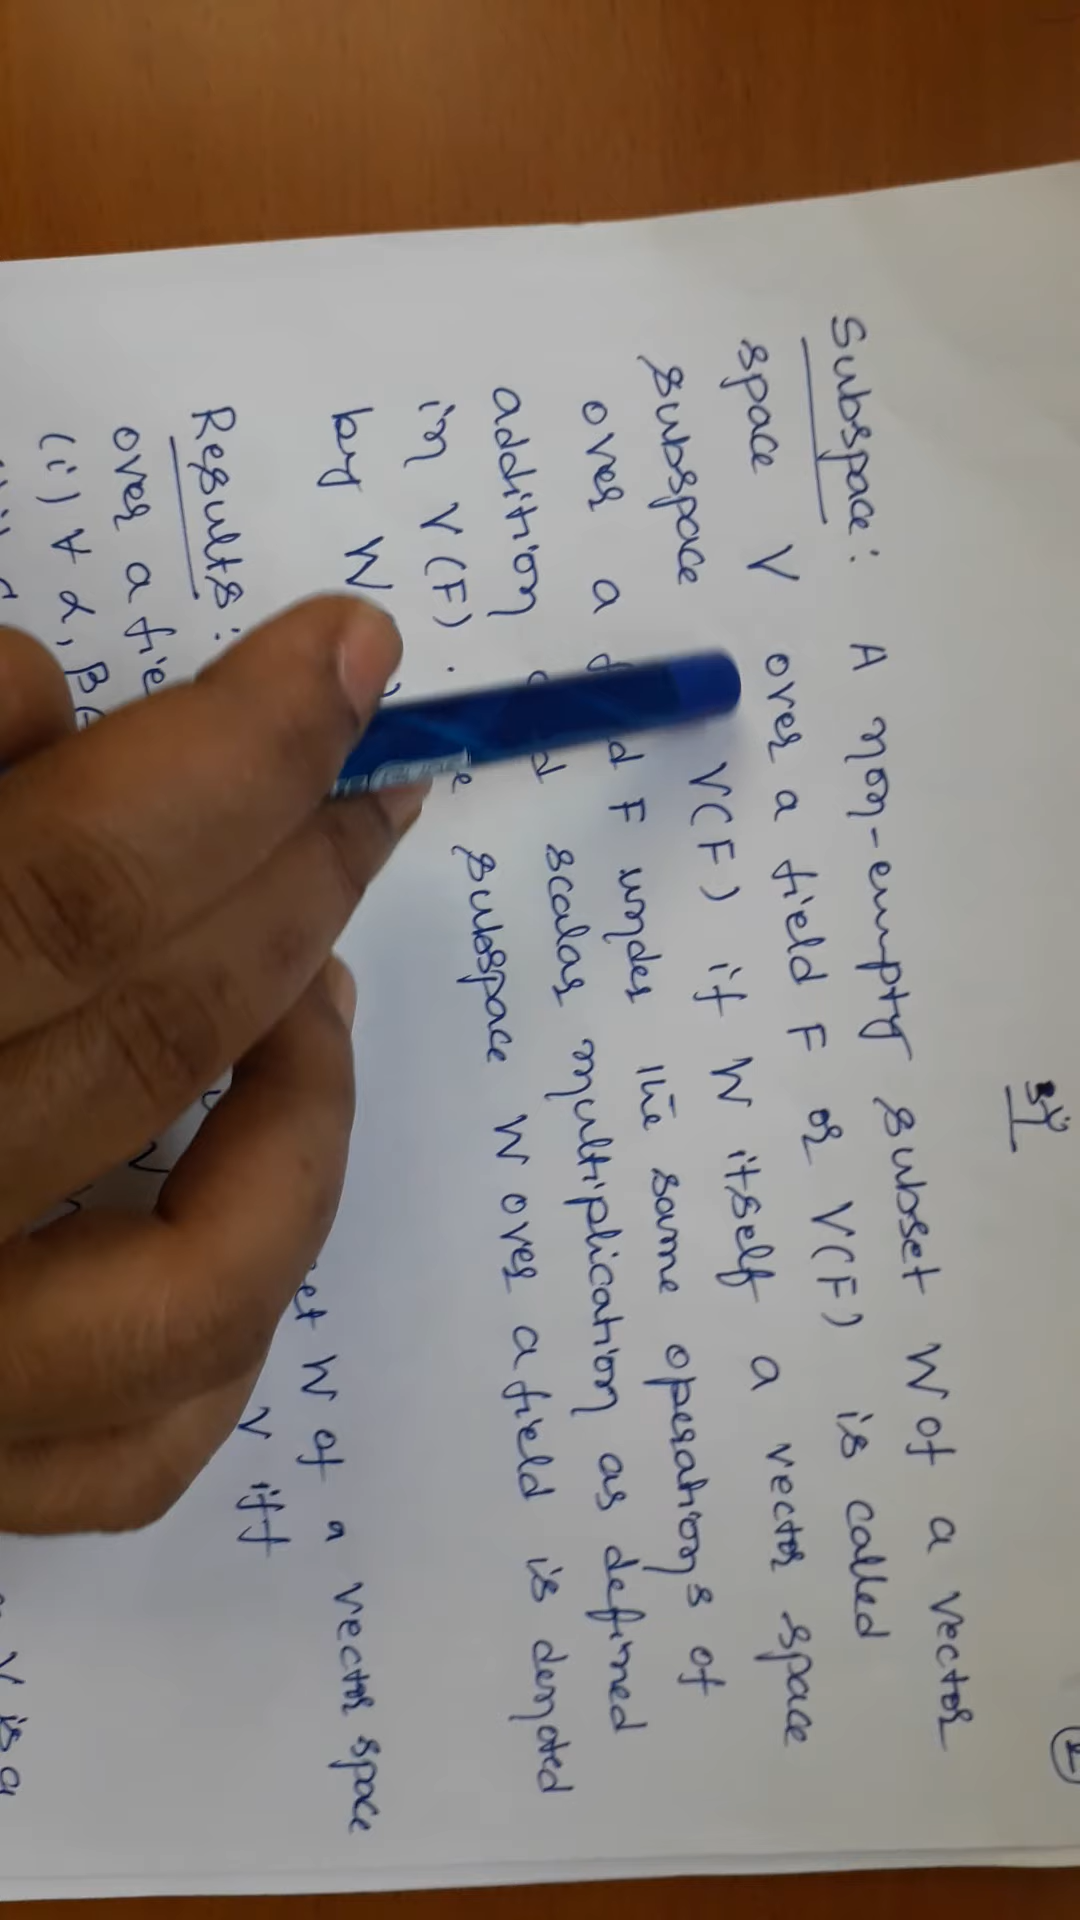 Subspace: A non-empty subset W of a vector
space V over a field F or V(F) is called
subspace V(F) if W itself a vector space
over a F under the same operations of
addition scalar multiplication as defined
in V(F). subspace W over a field is denoted
by W
Results: et W of a vector space
over a fie V iff
(i) ∀ α, β
V is a